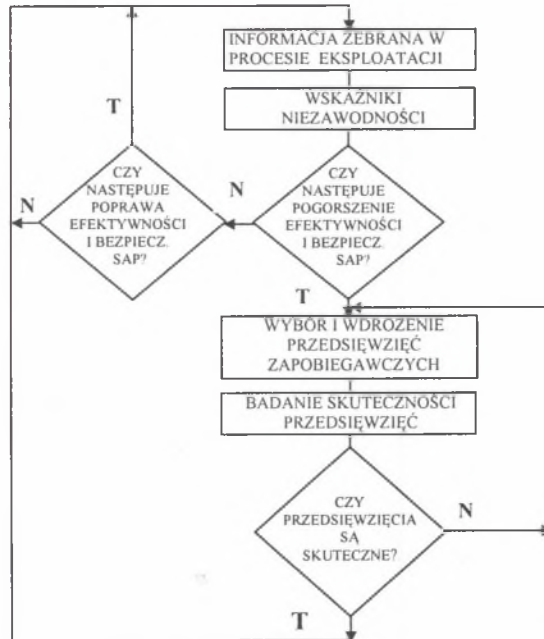 INFORMACJA ZEBRANA W
PROCESIE EKSPLOATACJI
WSKAŹNIKI
NIEZAWODNOŚCI
T
CZY
NASTĘPUJE
POPRAWA
EFEKTYWNOŚCI
I BEZPIECZ.
SAP?
N
N
CZY
NASTĘPUJE
POGORSZENIE
EFEKTYWNOŚCI
I BEZPIECZ.
SAP?
T
WYBÓR I WDROŻENIE
PRZEDSIĘWZIĘĆ
ZAPOBIEGAWCZYCH
BADANIE SKUTECZNOŚCI
PRZEDSIĘWZIĘĆ
CZY
PRZEDSIĘWZIĘCIA
SĄ
SKUTECZNE?
N
T